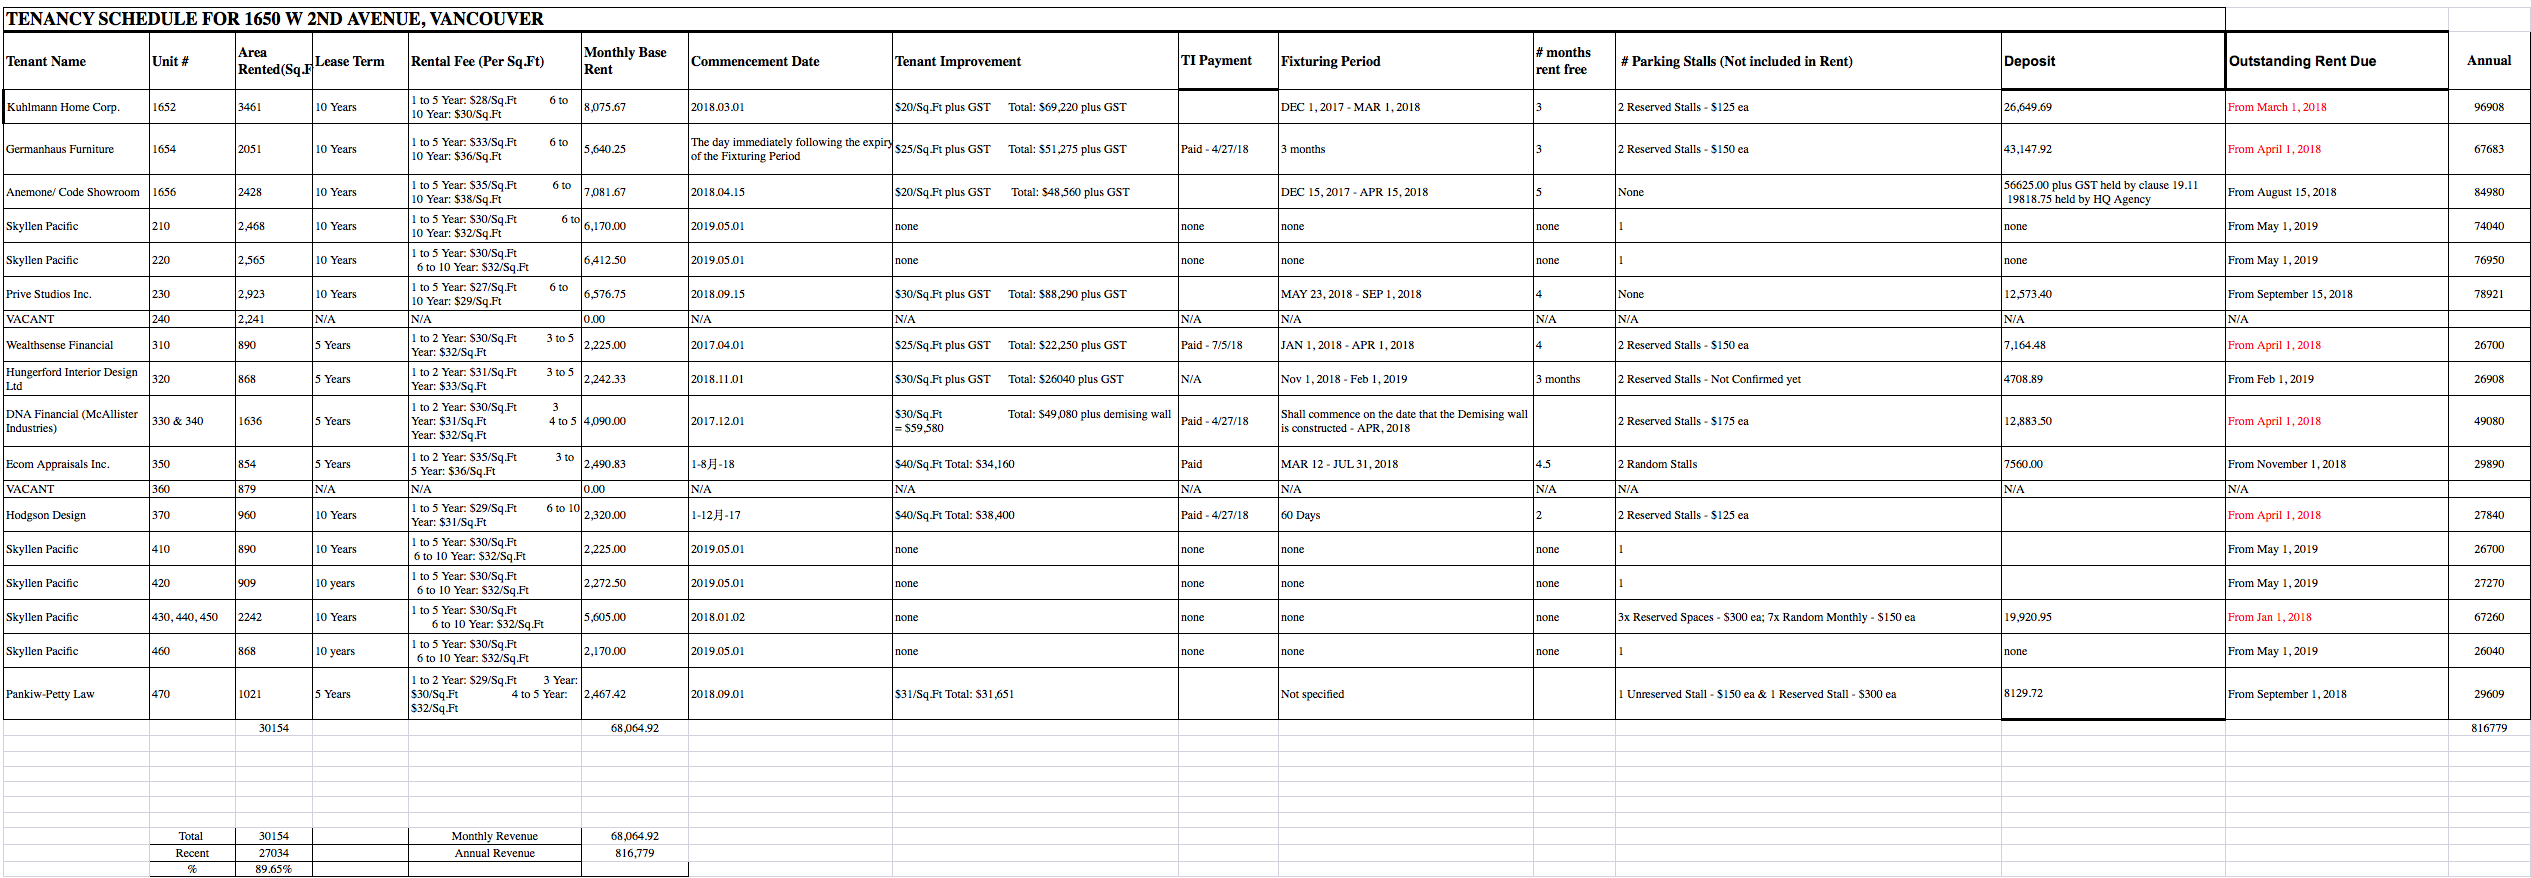 TENANCY SCHEDULE FOR 1650 W 2ND AVENUE, VANCOUVER
Tenant Name Unit # Area Rented(Sq.F Lease Term Rental Fee (Per Sq.Ft) Monthly Base Rent Commencement Date Tenant Improvement TI Payment Fixturing Period # months rent free # Parking Stalls (Not included in Rent) Deposit Outstanding Rent Due Annual
Kuhlmann Home Corp. 1652 3461 10 Years 1 to 5 Year: $28/Sq.Ft 6 to 10 Year: $30/Sq.Ft 8,075.67 2018.03.01 $20/Sq.Ft plus GST Total: $69,220 plus GST DEC 1, 2017 - MAR 1, 2018 3 2 Reserved Stalls - $125 ea 26,649.69 From March 1, 2018 96908
Germanhaus Furniture 1654 2051 10 Years 1 to 5 Year: $33/Sq.Ft 6 to 10 Year: $36/Sq.Ft 5,640.25 The day immediately following the expiry of the Fixturing Period $25/Sq.Ft plus GST Total: $51,275 plus GST Paid - 4/27/18 3 months 3 2 Reserved Stalls - $150 ea 43,147.92 From April 1, 2018 67683
Anemone/ Code Showroom 1656 2428 10 Years 1 to 5 Year: $35/Sq.Ft 6 to 10 Year: $38/Sq.Ft 7,081.67 2018.04.15 $20/Sq.Ft plus GST Total: $48,560 plus GST DEC 15, 2017 - APR 15, 2018 5 None 56625.00 plus GST held by clause 19.11 19818.75 held by HQ Agency From August 15, 2018 84980
Skyllen Pacific 210 2,468 10 Years 1 to 5 Year: $30/Sq.Ft 6 to 10 Year: $32/Sq.Ft 6,170.00 2019.05.01 none none none none 1 none From May 1, 2019 74040
Skyllen Pacific 220 2,565 10 Years 1 to 5 Year: $30/Sq.Ft 6 to 10 Year: $32/Sq.Ft 6,412.50 2019.05.01 none none none none 1 none From May 1, 2019 76950
Prive Studios Inc. 230 2,923 10 Years 1 to 5 Year: $27/Sq.Ft 6 to 10 Year: $29/Sq.Ft 6,576.75 2018.09.15 $30/Sq.Ft plus GST Total: $88,290 plus GST MAY 23, 2018 - SEP 1, 2018 4 None 12,573.40 From September 15, 2018 78921
VACANT 240 2,241 N/A N/A 0.00 N/A N/A N/A N/A N/A N/A N/A N/A
Wealthsense Financial 310 890 5 Years 1 to 2 Year: $30/Sq.Ft 3 to 5 Year: $32/Sq.Ft 2,225.00 2017.04.01 $25/Sq.Ft plus GST Total: $22,250 plus GST Paid - 7/5/18 JAN 1, 2018 - APR 1, 2018 4 2 Reserved Stalls - $150 ea 7,164.48 From April 1, 2018 26700
Hungerford Interior Design Ltd 320 868 5 Years 1 to 2 Year: $31/Sq.Ft 3 to 5 Year: $33/Sq.Ft 2,242.33 2018.11.01 $30/Sq.Ft plus GST Total: $26040 plus GST N/A Nov 1, 2018 - Feb 1, 2019 3 months 2 Reserved Stalls - Not Confirmed yet 4708.89 From Feb 1, 2019 26908
DNA Financial (McAllister Industries) 330 & 340 1636 5 Years 1 to 2 Year: $30/Sq.Ft 3 Year: $31/Sq.Ft 4 to 5 Year: $32/Sq.Ft 4,090.00 2017.12.01 $30/Sq.Ft Total: $49,080 plus demising wall = $59,580 Paid - 4/27/18 Shall commence on the date that the Demising wall is constructed - APR, 2018 2 Reserved Stalls - $175 ea 12,883.50 From April 1, 2018 49080
Ecom Appraisals Inc. 350 854 5 Years 1 to 2 Year: $35/Sq.Ft 3 to 5 Year: $36/Sq.Ft 2,490.83 1-8月-18 $40/Sq.Ft Total: $34,160 Paid MAR 12 - JUL 31, 2018 4.5 2 Random Stalls 7560.00 From November 1, 2018 29890
VACANT 360 879 N/A N/A 0.00 N/A N/A N/A N/A N/A N/A N/A N/A
Hodgson Design 370 960 10 Years 1 to 5 Year: $29/Sq.Ft 6 to 10 Year: $31/Sq.Ft 2,320.00 1-12月-17 $40/Sq.Ft Total: $38,400 Paid - 4/27/18 60 Days 2 2 Reserved Stalls - $125 ea From April 1, 2018 27840
Skyllen Pacific 410 890 10 Years 1 to 5 Year: $30/Sq.Ft 6 to 10 Year: $32/Sq.Ft 2,225.00 2019.05.01 none none none none 1 From May 1, 2019 26700
Skyllen Pacific 420 909 10 years 1 to 5 Year: $30/Sq.Ft 6 to 10 Year: $32/Sq.Ft 2,272.50 2019.05.01 none none none none 1 From May 1, 2019 27270
Skyllen Pacific 430, 440, 450 2242 10 Years 1 to 5 Year: $30/Sq.Ft 6 to 10 Year: $32/Sq.Ft 5,605.00 2018.01.02 none none none none 3x Reserved Spaces - $300 ea; 7x Random Monthly - $150 ea 19,920.95 From Jan 1, 2018 67260
Skyllen Pacific 460 868 10 years 1 to 5 Year: $30/Sq.Ft 6 to 10 Year: $32/Sq.Ft 2,170.00 2019.05.01 none none none none 1 none From May 1, 2019 26040
Pankiw-Petty Law 470 1021 5 Years 1 to 2 Year: $29/Sq.Ft 3 Year: $30/Sq.Ft 4 to 5 Year: $32/Sq.Ft 2,467.42 2018.09.01 $31/Sq.Ft Total: $31,651 Not specified 1 Unreserved Stall - $150 ea & 1 Reserved Stall - $300 ea 8129.72 From September 1, 2018 29609
30154 68,064.92 816779
Total 30154 Monthly Revenue 68,064.92
Recent 27034 Annual Revenue 816,779
% 89.65%